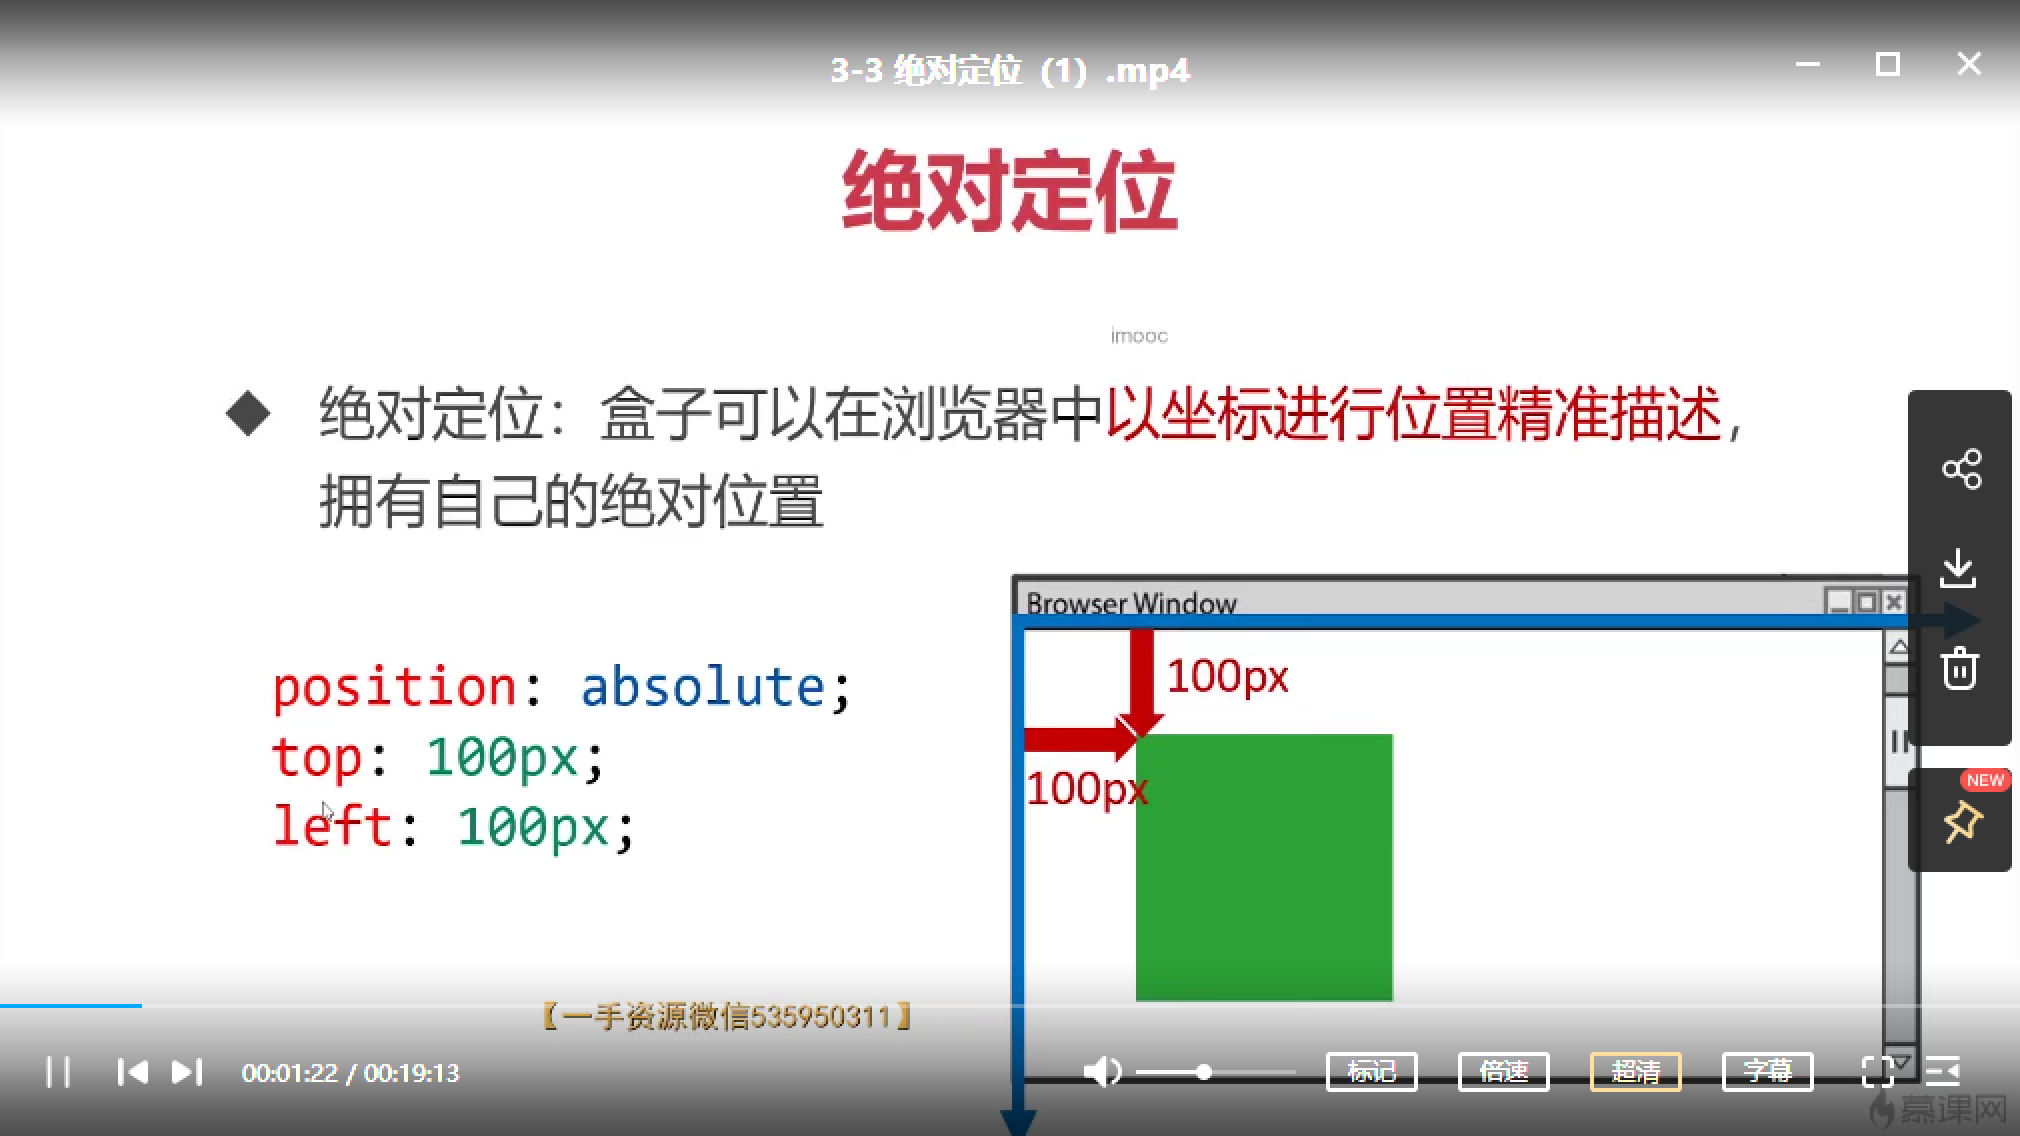 3-3 绝对定位（1）.mp4
绝对定位
imooc
绝对定位：盒子可以在浏览器中以坐标进行位置精准描述，
拥有自己的绝对位置
Browser Window
position: absolute;
top: 100px;
left: 100px;
100px
100px
NEW
【一手资源微信535950311】
00:01:22 / 00:19:13
标记
倍速
超清
字幕
慕课网